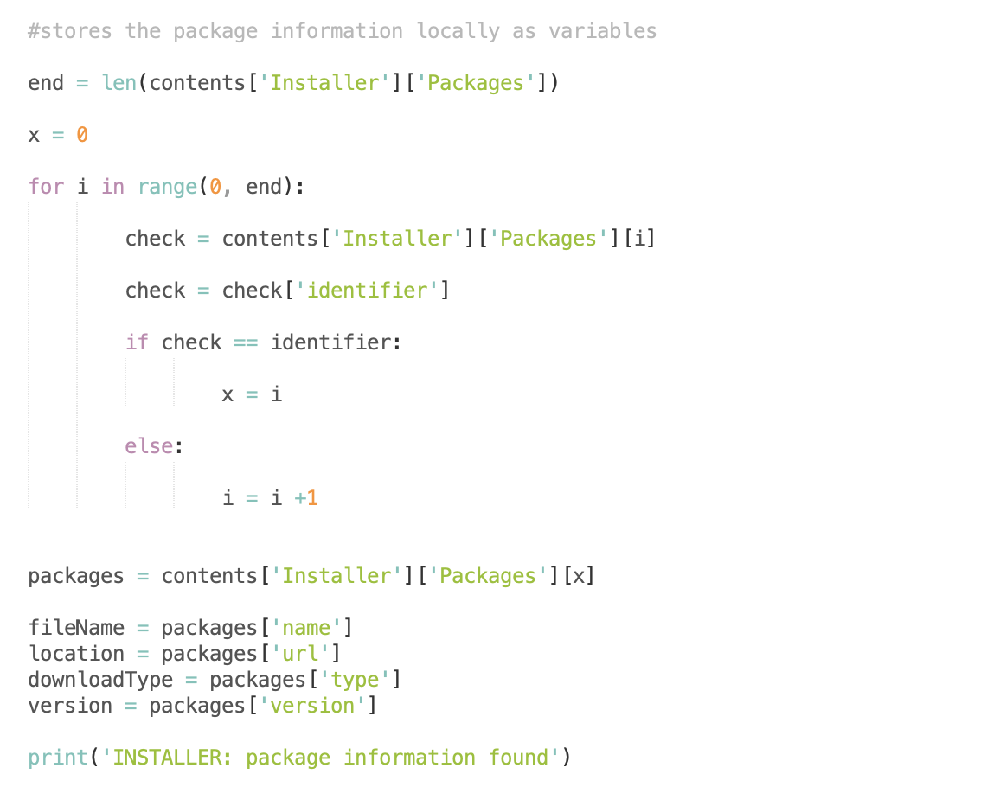 #stores the package information locally as variables
end = len(contents['Installer']['Packages'])
x = 0
for i in range(0, end):
check = contents['Installer']['Packages'][i]
check = check['identifier']
if check == identifier:
x = i
else:
i = i +1
packages = contents['Installer']['Packages'][x]
fileName = packages['name']
location = packages['url']
downloadType = packages['type']
version = packages['version']
print('INSTALLER: package information found')